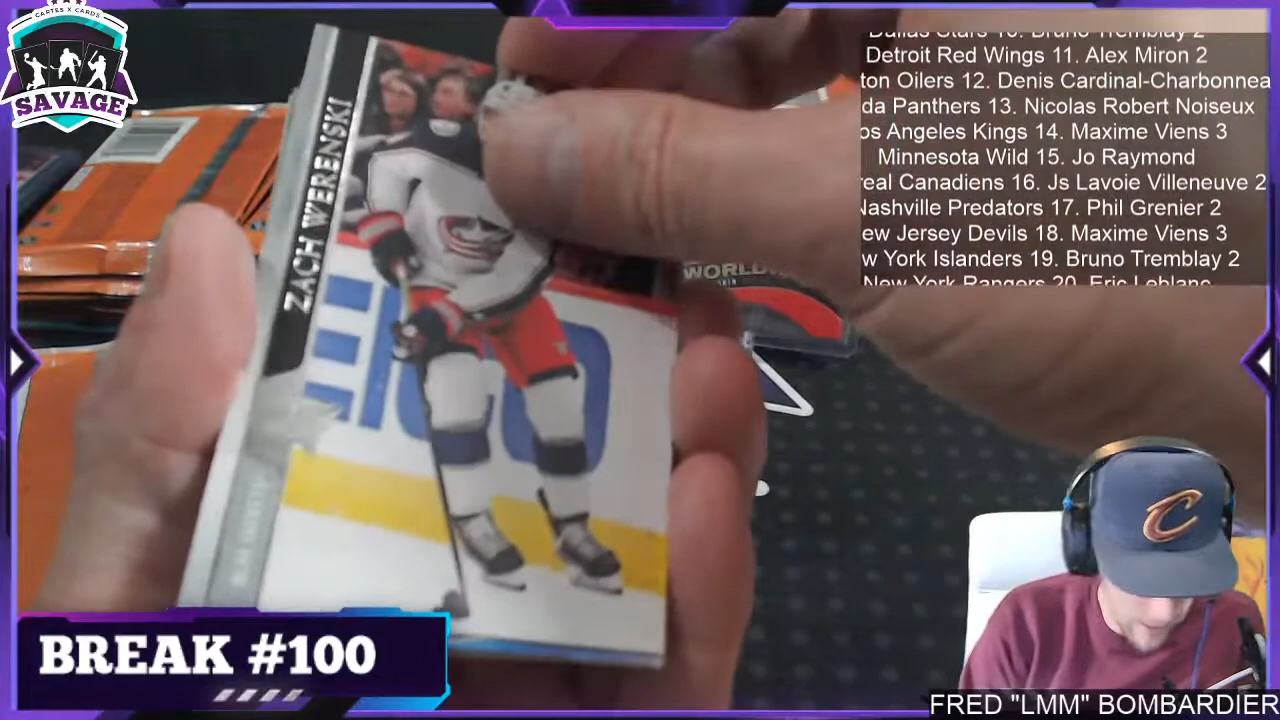 CARTES X CARDS
SAVAGE
Dallas Stars 10. Bruno Tremblay 2
Detroit Red Wings 11. Alex Miron 2
ton Oilers 12. Denis Cardinal-Charbonnea
da Panthers 13. Nicolas Robert Noiseux
os Angeles Kings 14. Maxime Viens 3
Minnesota Wild 15. Jo Raymond
real Canadiens 16. Js Lavoie Villeneuve 2
Nashville Predators 17. Phil Grenier 2
ew Jersey Devils 18. Maxime Viens 3
w York Islanders 19. Bruno Tremblay 2
New York Rangers 20. Eric Leblanc
ZACH WERENSKI
BREAK #100
C
FRED "LMM" BOMBARDIER